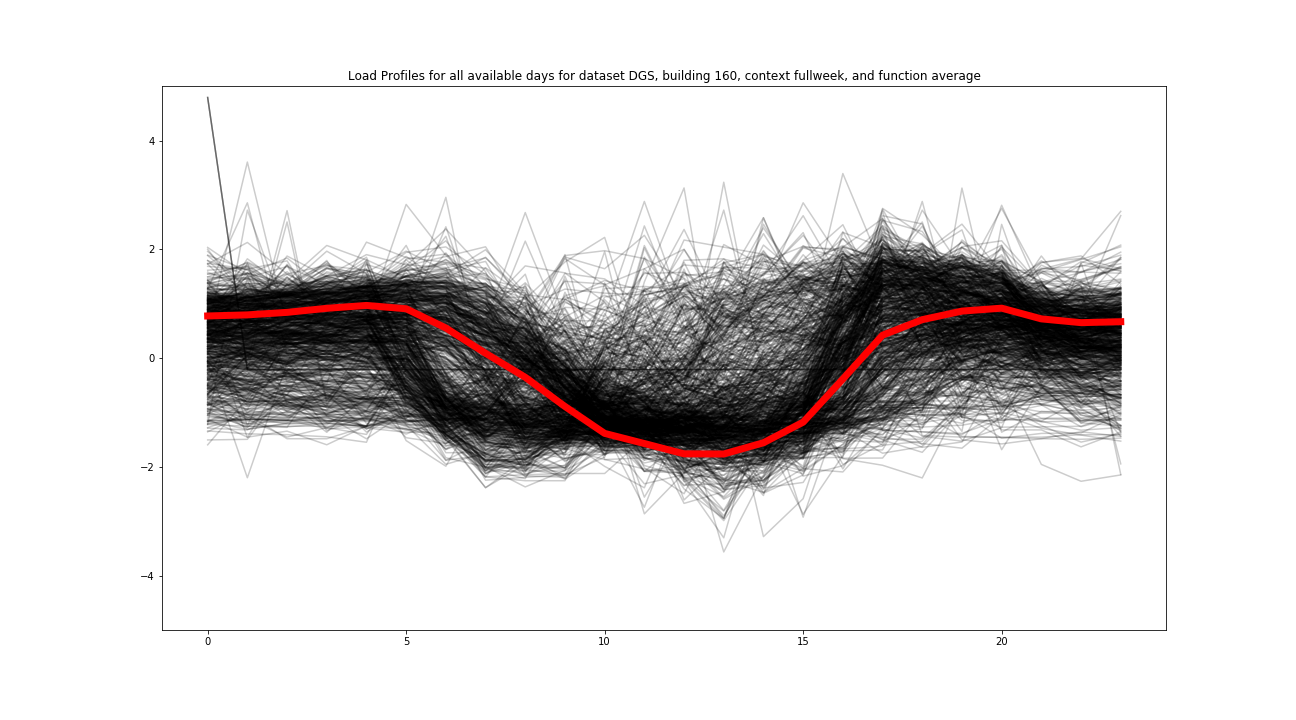 Load Profiles for all available days for dataset DGS, building 160, context fullweek, and function average
4
2
0
−2
−4
0 5 10 15 20